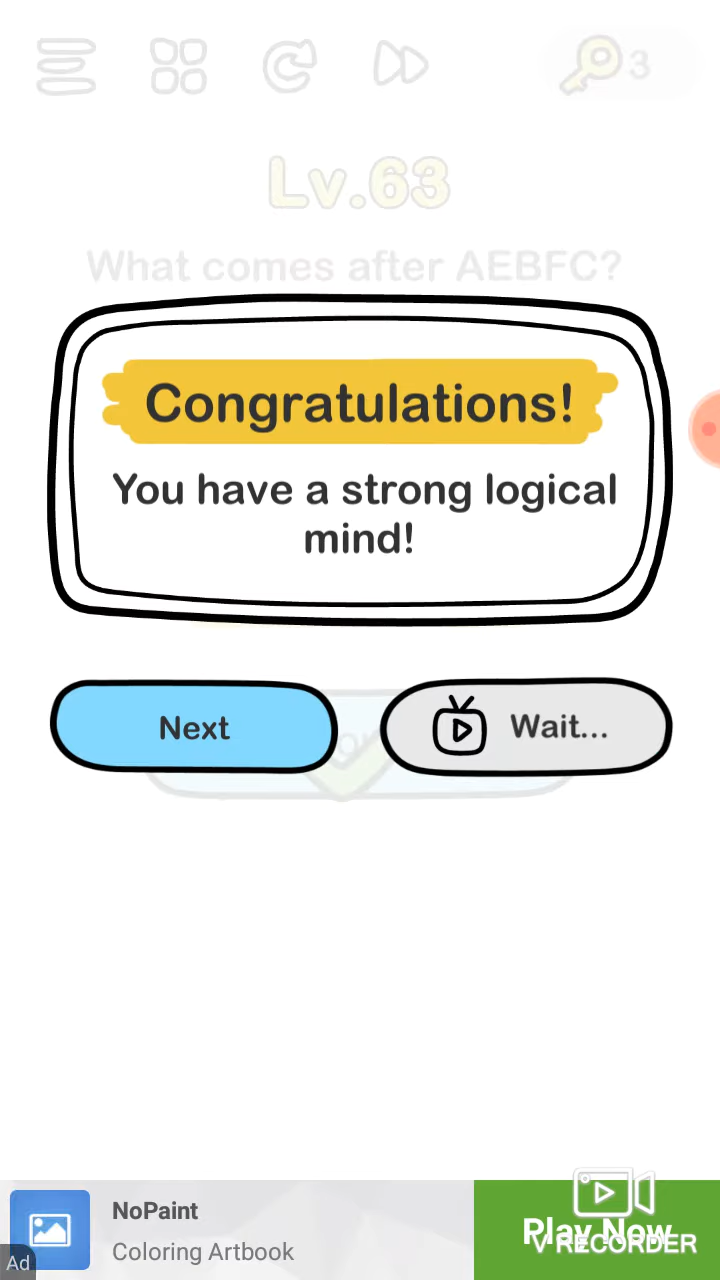 3
Lv.63
What comes after AEBFC?
Congratulations!
You have a strong logical
mind!
Next
Wait...
NoPaint
Coloring Artbook
Ad
Play Now
V RECORDER